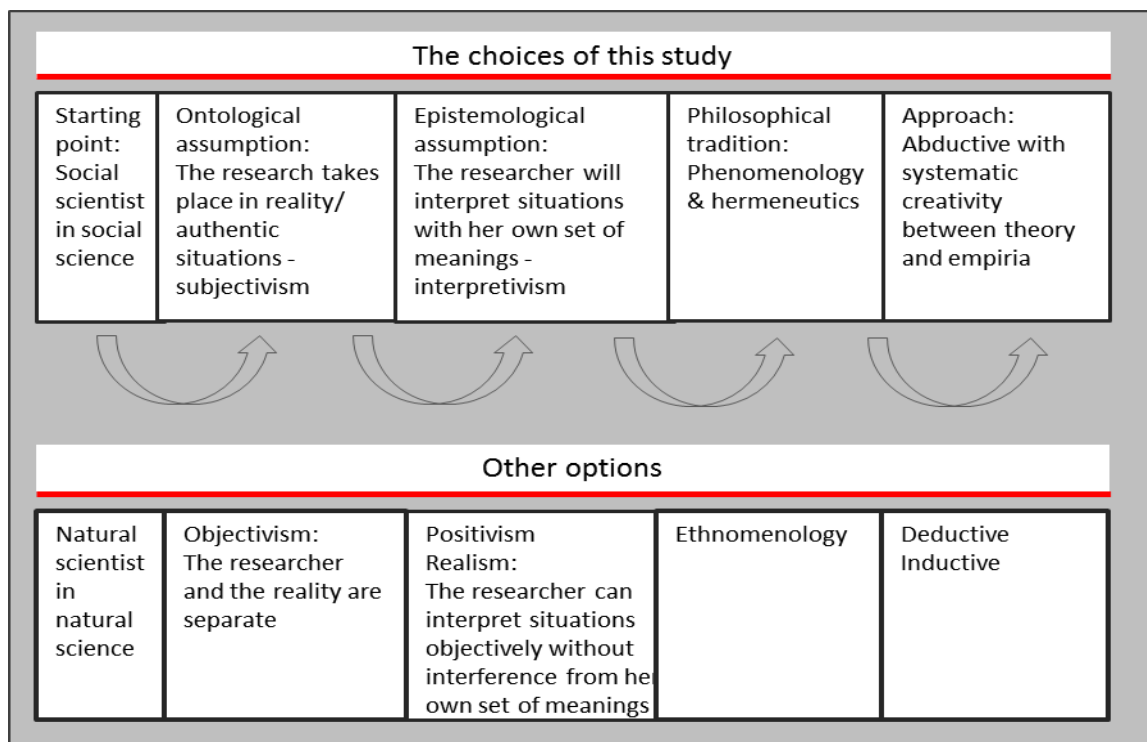 The choices of this study
Starting
point:
Social
scientist
in social
science
Ontological
assumption:
The research takes
place in reality/
authentic
situations -
subjectivism
Epistemological
assumption:
The researcher will
interpret situations
with her own set of
meanings -
interpretivism
Philosophical
tradition:
Phenomenology
& hermeneutics
Approach:
Abductive with
systematic
creativity
between theory
and empiria
Other options
Natural
scientist
in
natural
science
Objectivism:
The researcher
and the reality are
separate
Positivism
Realism:
The researcher can
interpret situations
objectively without
interference from he
own set of meanings
Ethnomenology
Deductive
Inductive